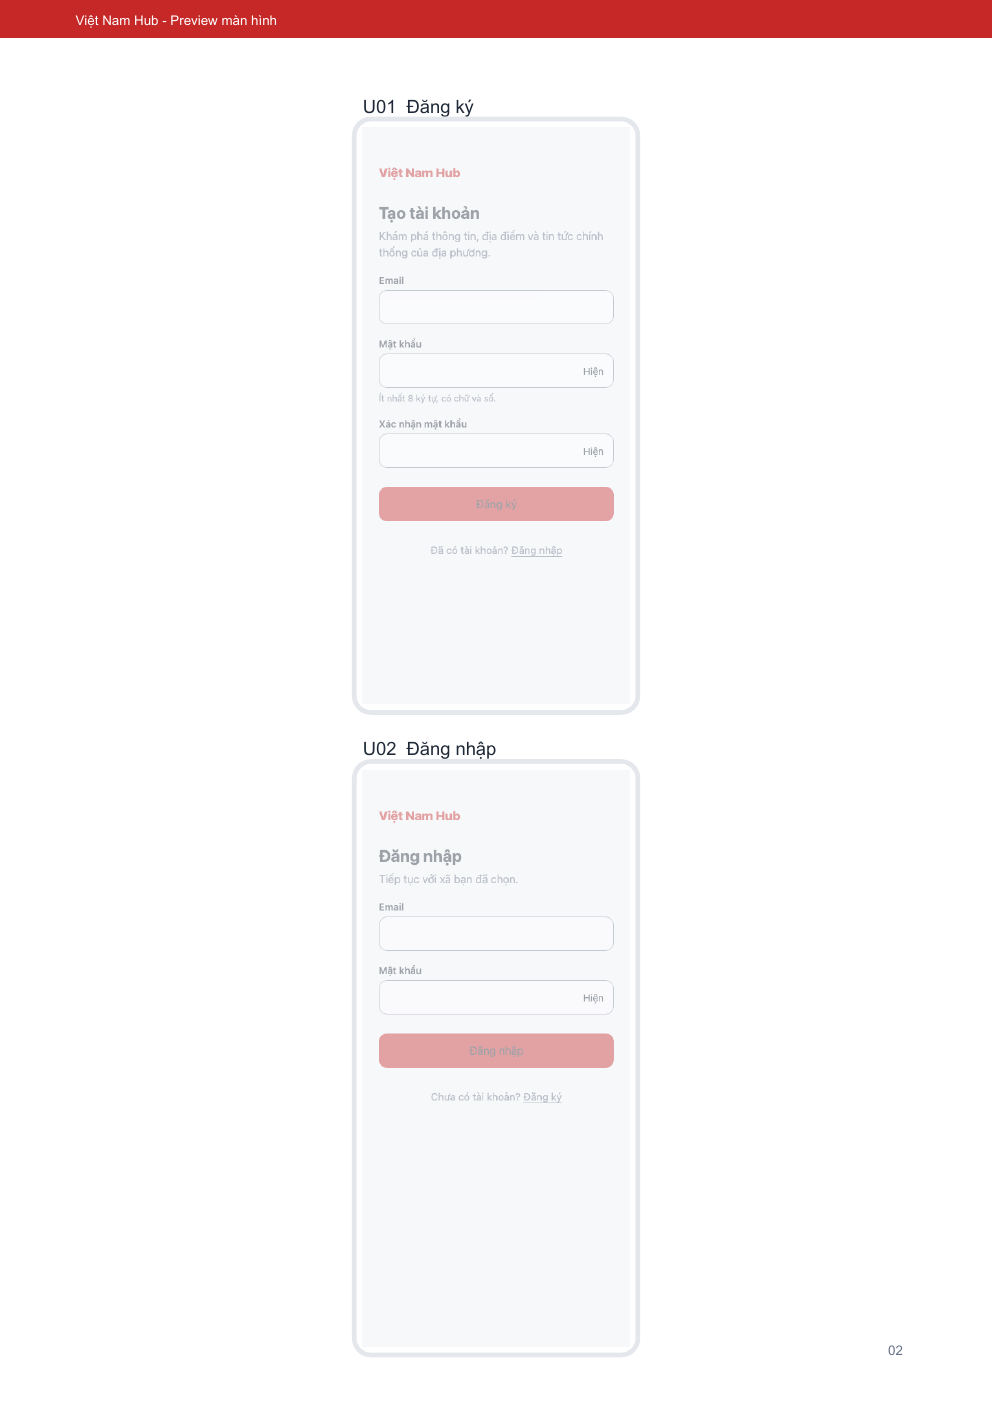 Việt Nam Hub - Preview màn hình
U01 Đăng ký
Việt Nam Hub
Tạo tài khoản
Khám phá thông tin, địa điểm và tin tức chính
thống của địa phương.
Email
Mật khẩu
Hiện
Ít nhất 8 ký tự, có chữ và số.
Xác nhận mật khẩu
Hiện
Đăng ký
Đã có tài khoản? Đăng nhập
U02 Đăng nhập
Việt Nam Hub
Đăng nhập
Tiếp tục với xã bạn đã chọn.
Email
Mật khẩu
Hiện
Đăng nhập
Chưa có tài khoản? Đăng ký
02